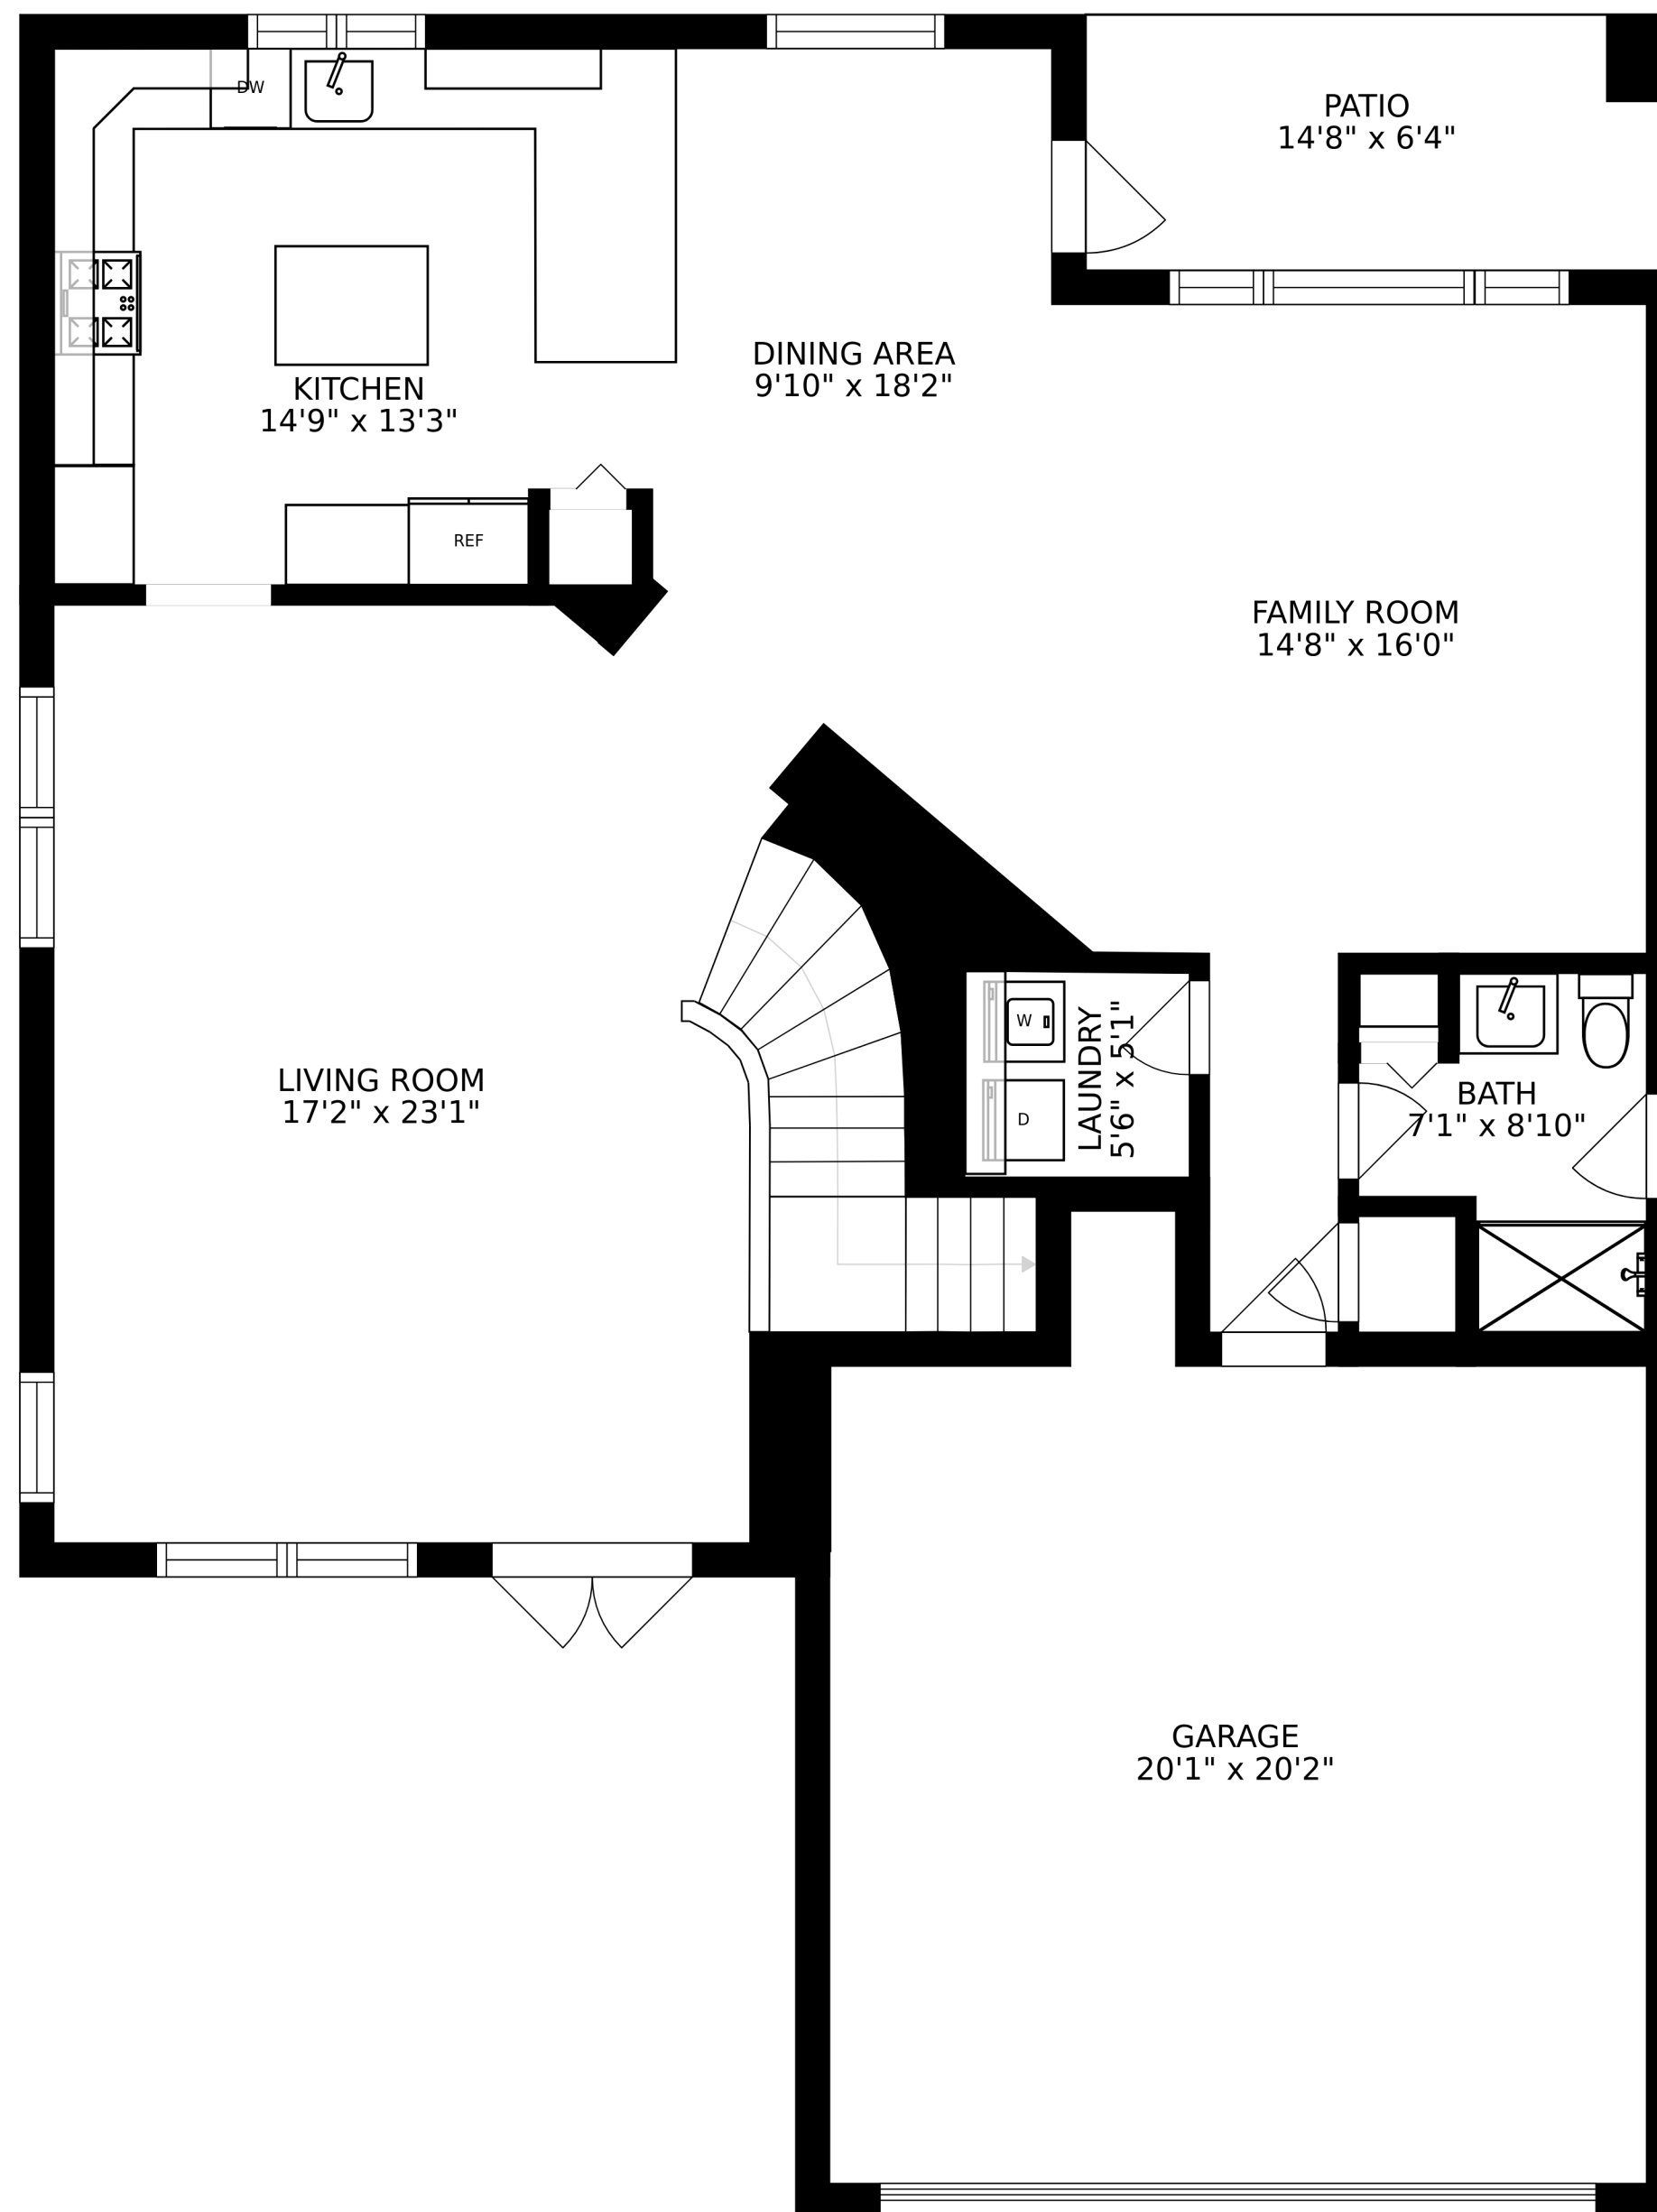 DW
PATIO
14'8" x 6'4"
DINING AREA
9'10" x 18'2"
KITCHEN
14'9" x 13'3"
REF
FAMILY ROOM
14'8" x 16'0"
W
LAUNDRY
5'6" x 5'1"
D
LIVING ROOM
17'2" x 23'1"
BATH
7'1" x 8'10"
GARAGE
20'1" x 20'2"